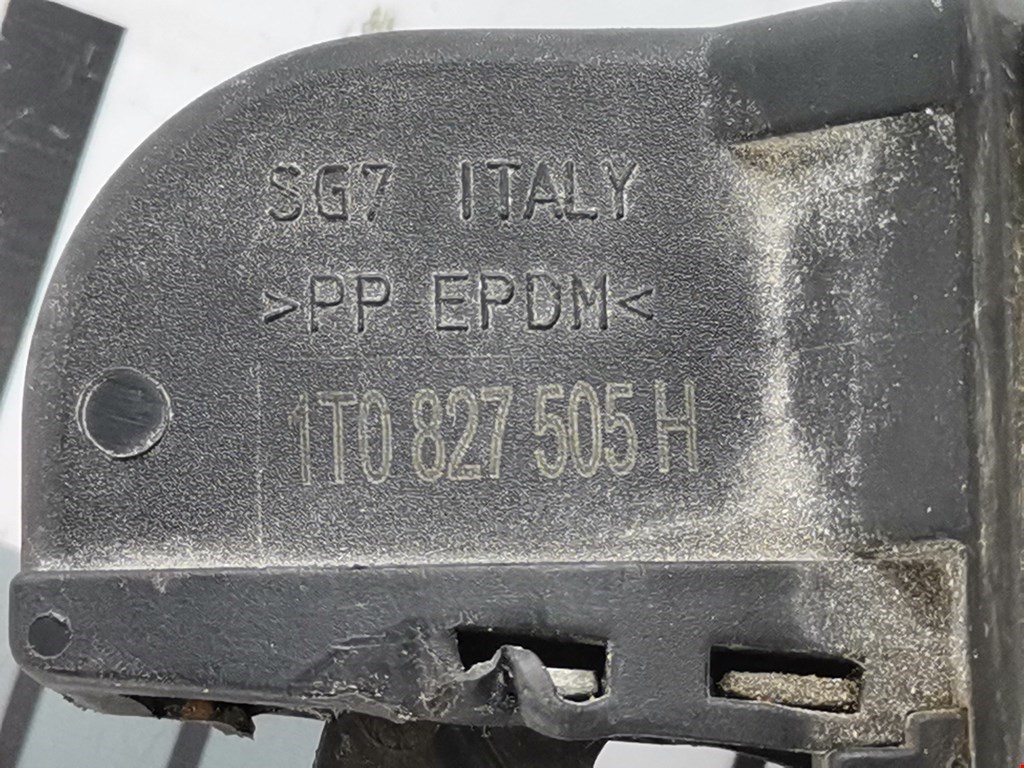 SG7 ITALY
>PP EPDM<
1T0 827 505 H